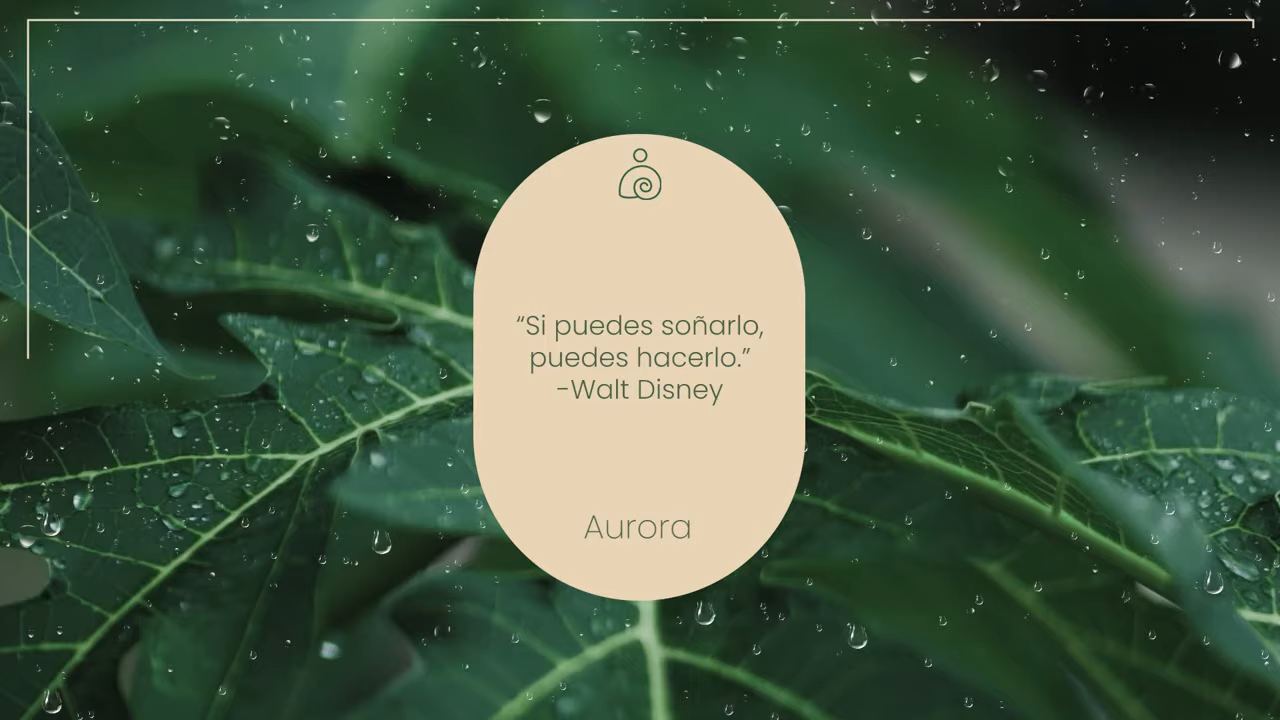 “Si puedes soñarlo,
puedes hacerlo.”
-Walt Disney
Aurora